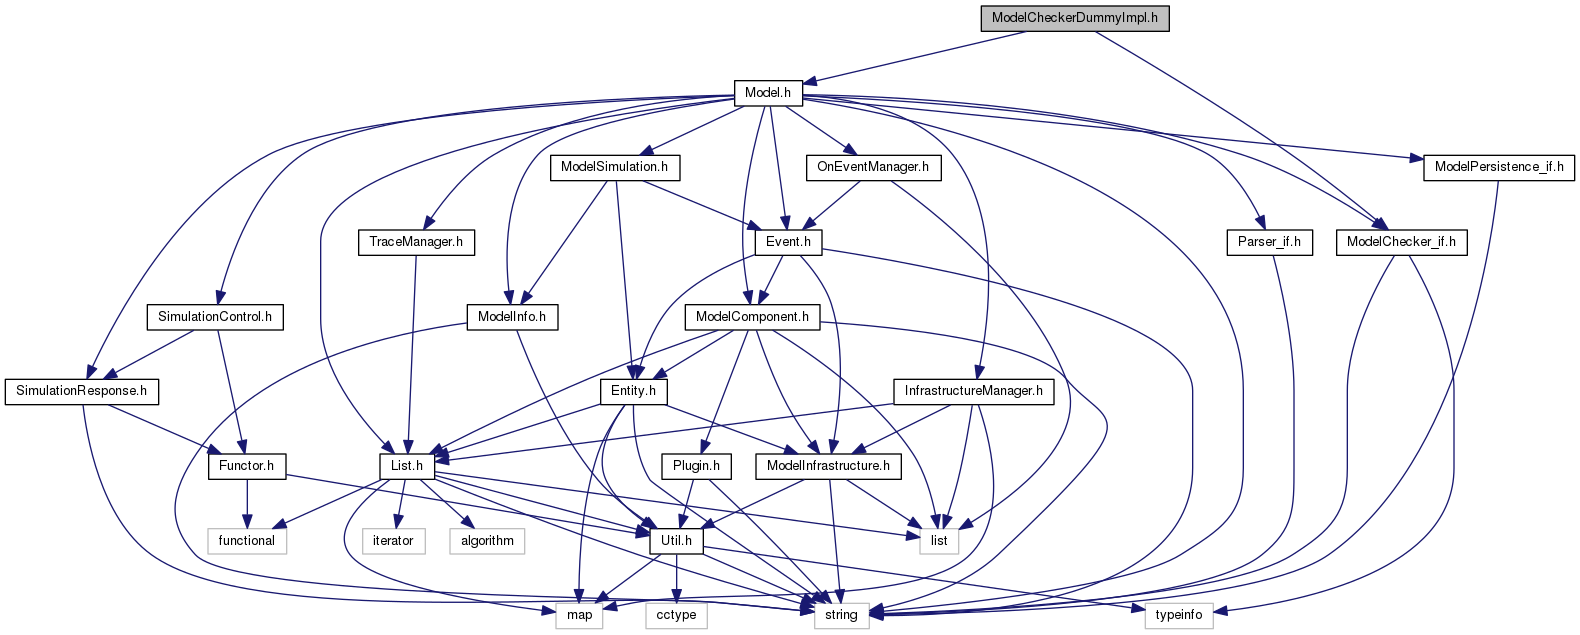 ModelCheckerDummyImpl.h
Model.h
ModelSimulation.h
OnEventManager.h
ModelPersistence_if.h
TraceManager.h
Event.h
Parser_if.h
ModelChecker_if.h
SimulationControl.h
ModelInfo.h
ModelComponent.h
SimulationResponse.h
Entity.h
InfrastructureManager.h
Functor.h
List.h
Plugin.h
ModelInfrastructure.h
functional
iterator
algorithm
Util.h
list
map
cctype
string
typeinfo